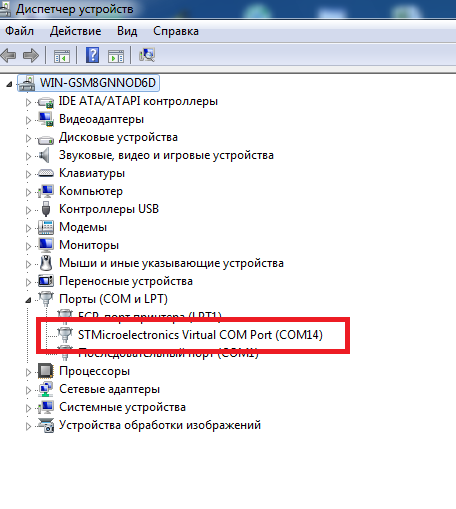 Диспетчер устройств
Файл Действие Вид Справка
WIN-GSM8GNNOD6D
IDE ATA/ATAPI контроллеры
Видеоадаптеры
Дисковые устройства
Звуковые, видео и игровые устройства
Клавиатуры
Компьютер
Контроллеры USB
Модемы
Мониторы
Мыши и иные указывающие устройства
Переносные устройства
Порты (COM и LPT)
ECP-порт принтера (LPT1)
STMicroelectronics Virtual COM Port (COM14)
Последовательный порт (COM1)
Процессоры
Сетевые адаптеры
Системные устройства
Устройства обработки изображений